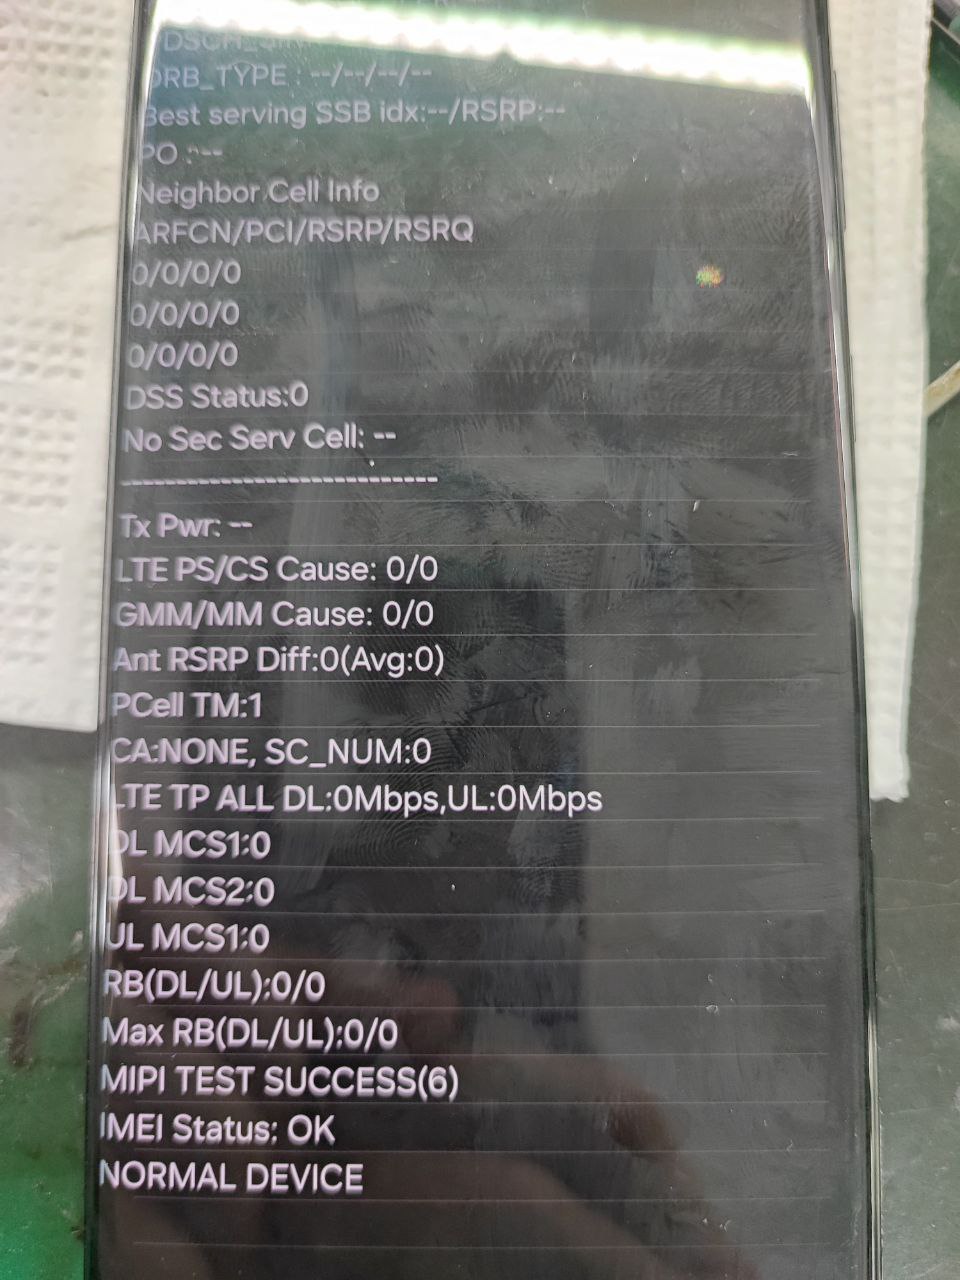 DRB_TYPE : --/--/--/--
Best serving SSB idx:--/RSRP:--
PO :--
Neighbor Cell Info
ARFCN/PCI/RSRP/RSRQ
0/0/0/0
0/0/0/0
0/0/0/0
DSS Status:0
No Sec Serv Cell: --
-----------------------------
Tx Pwr: --
LTE PS/CS Cause: 0/0
GMM/MM Cause: 0/0
Ant RSRP Diff:0(Avg:0)
PCell TM:1
CA:NONE, SC_NUM:0
LTE TP ALL DL:0Mbps,UL:0Mbps
DL MCS1:0
DL MCS2:0
UL MCS1:0
RB(DL/UL):0/0
Max RB(DL/UL):0/0
MIPI TEST SUCCESS(6)
IMEI Status: OK
NORMAL DEVICE